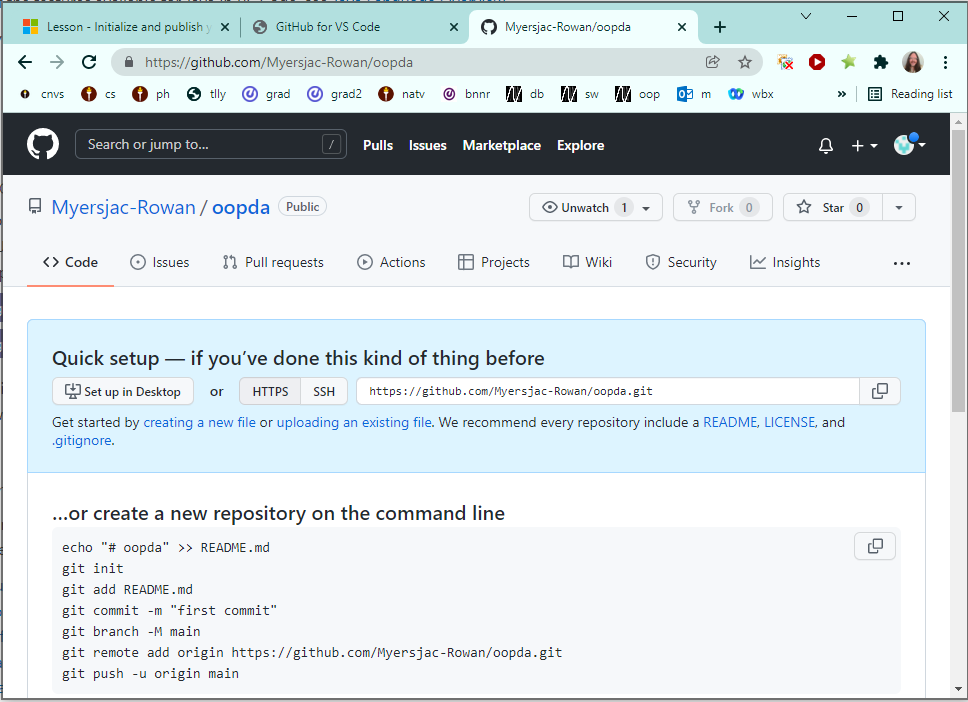 Lesson - Initialize and publish y
GitHub for VS Code
Myersjac-Rowan/oopda
https://github.com/Myersjac-Rowan/oopda
cnvs cs ph tlly grad grad2 natv bnnr db sw oop m wbx » Reading list
Search or jump to... /
Pulls Issues Marketplace Explore
Myersjac-Rowan / oopda Public
Unwatch 1 Fork 0 Star 0
Code Issues Pull requests Actions Projects Wiki Security Insights ...
Quick setup — if you’ve done this kind of thing before
Set up in Desktop or HTTPS SSH https://github.com/Myersjac-Rowan/oopda.git
Get started by creating a new file or uploading an existing file. We recommend every repository include a README, LICENSE, and
.gitignore.
...or create a new repository on the command line
echo "# oopda" >> README.md
git init
git add README.md
git commit -m "first commit"
git branch -M main
git remote add origin https://github.com/Myersjac-Rowan/oopda.git
git push -u origin main